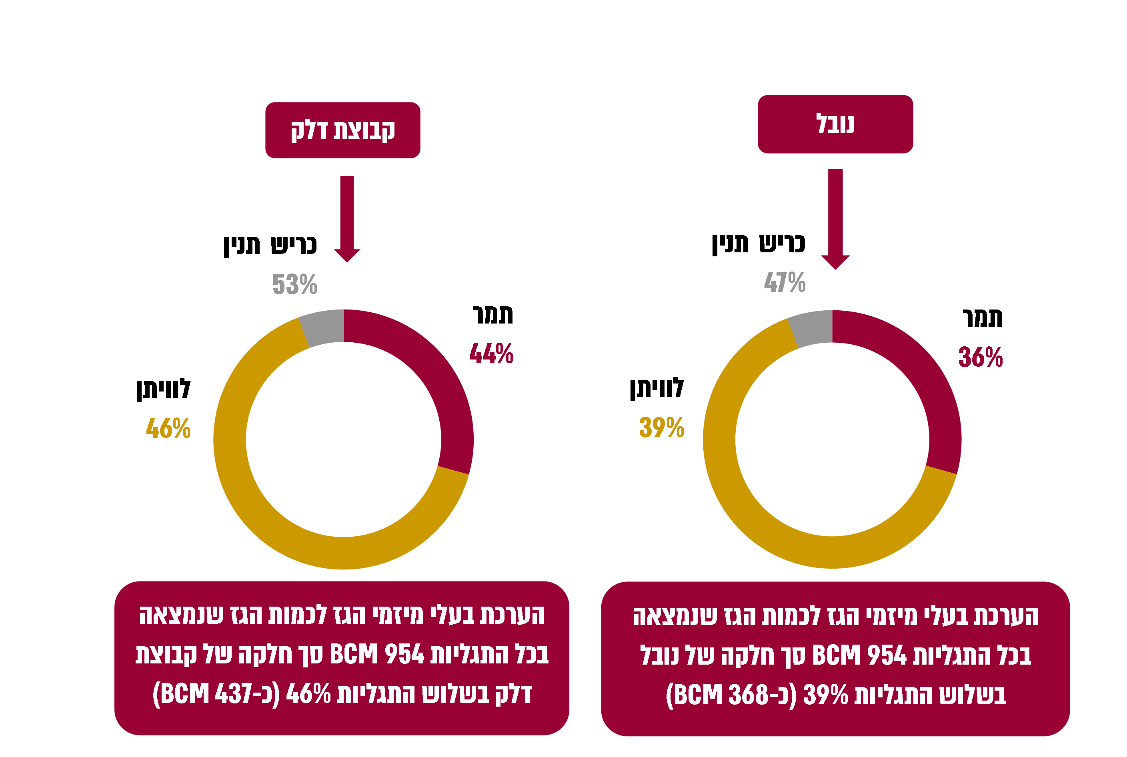 נובל
כריש תנין
47%
תמר
36%
לוויתן
39%
הערכת בעלי מיזמי הגז לכמות הגז שנמצאה
בכל התגליות 954 BCM סך חלקה של נובל
בשלוש התגליות 39% (כ-368 BCM)
קבוצת דלק
כריש תנין
53%
תמר
44%
לוויתן
46%
הערכת בעלי מיזמי הגז לכמות הגז שנמצאה
בכל התגליות 954 BCM סך חלקה של קבוצת
דלק בשלוש התגליות 46% (כ-437 BCM)